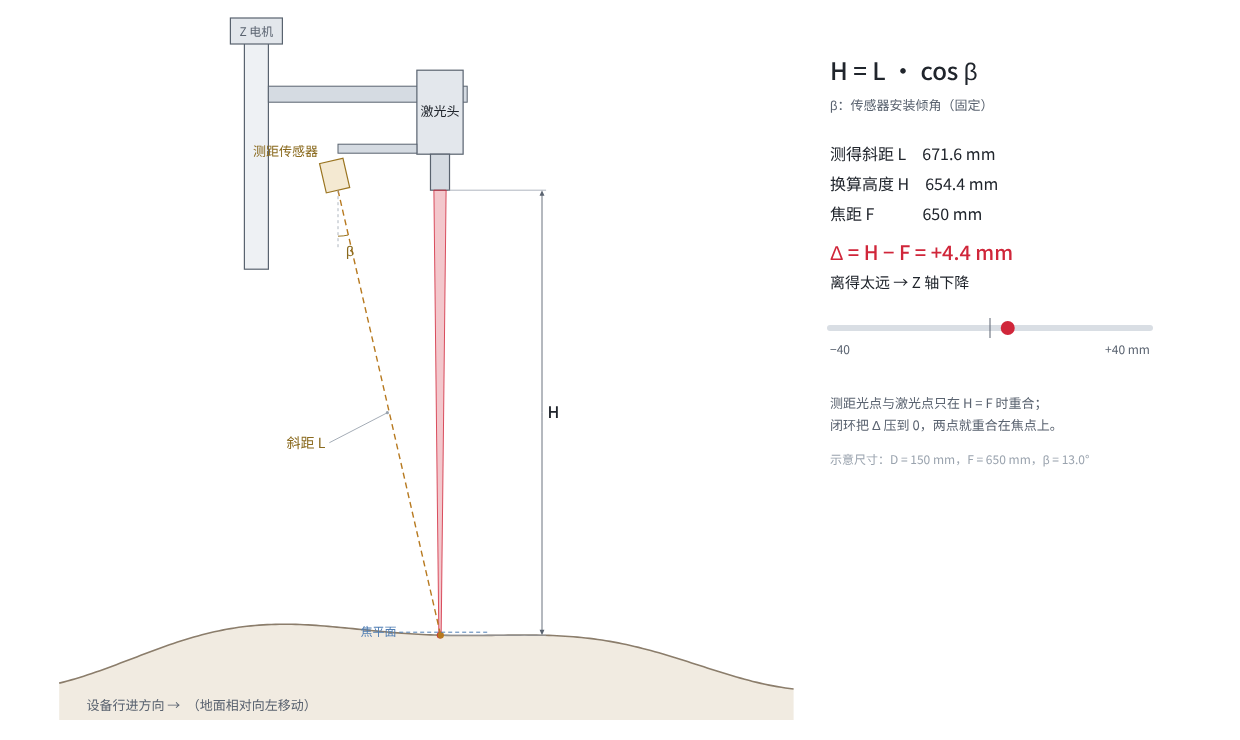 Z 电机
激光头
测距传感器
β
斜距 L
H
焦平面
设备行进方向 → （地面相对向左移动）
H = L · cos β
β：传感器安装倾角（固定）
测得斜距 L 671.6 mm
换算高度 H 654.4 mm
焦距 F 650 mm
Δ = H − F = +4.4 mm
离得太远 → Z 轴下降
−40 +40 mm
测距光点与激光点只在 H = F 时重合；
闭环把 Δ 压到 0，两点就重合在焦点上。
示意尺寸：D = 150 mm，F = 650 mm，β = 13.0°